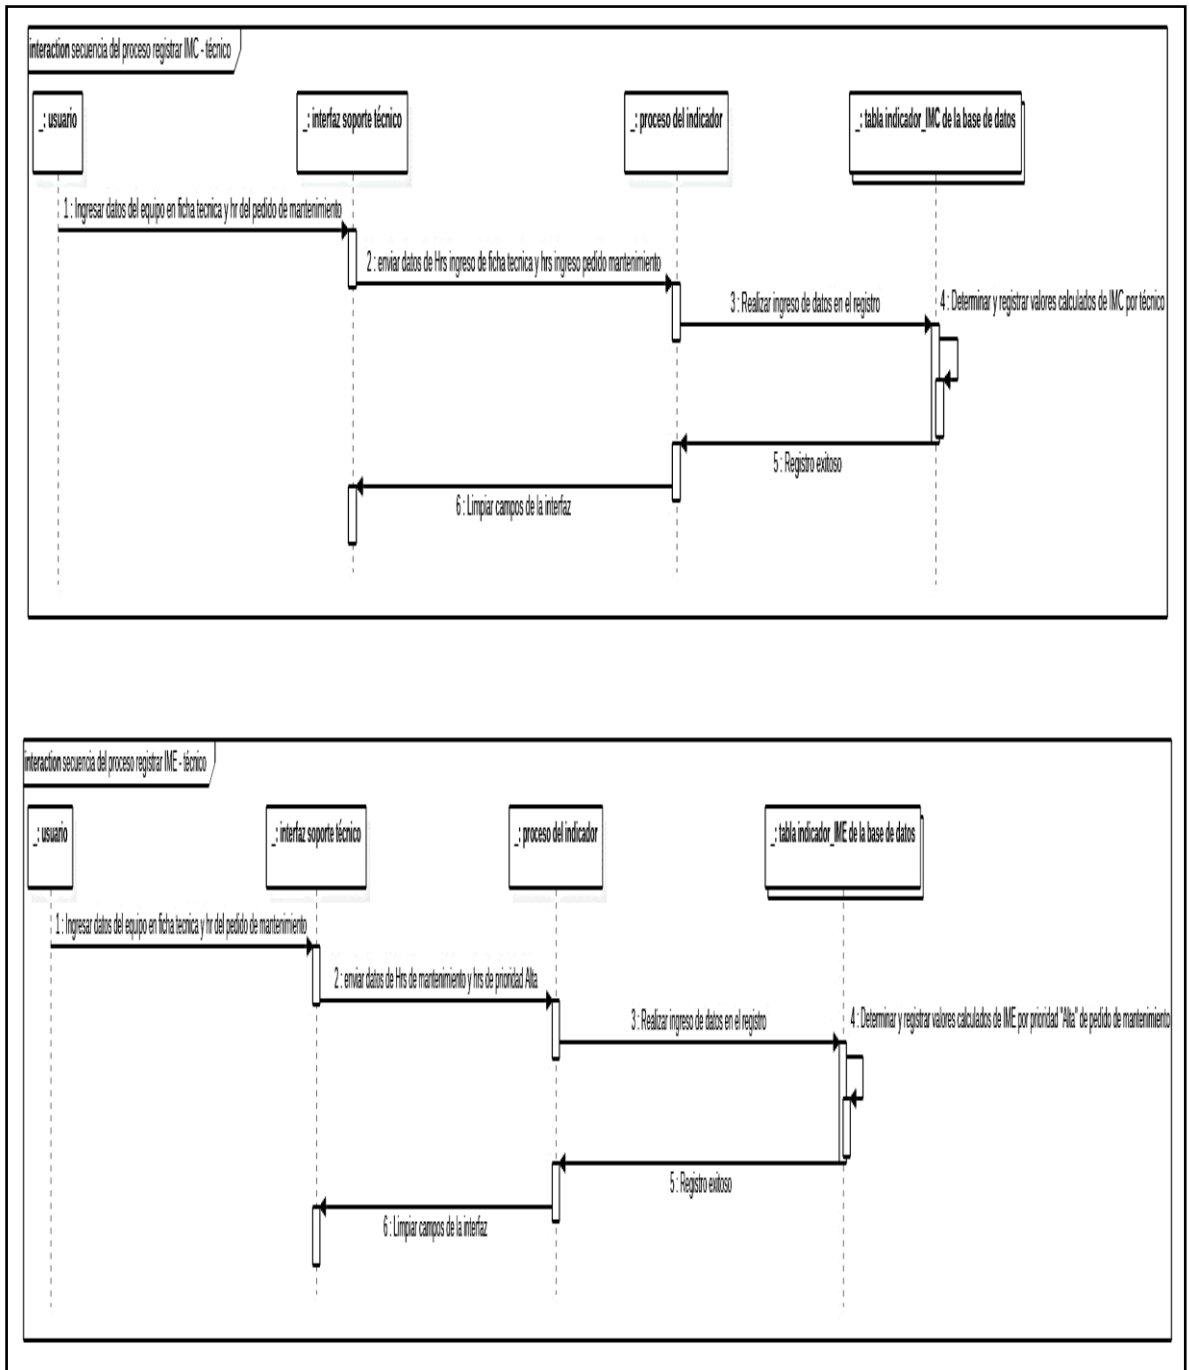 interaction secuencia del proceso registrar IMC - técnico
_: usuario
_: interfaz soporte técnico
_: proceso del indicador
_: tabla indicador_IMC de la base de datos
1 : Ingresar datos del equipo en ficha tecnica y hr del pedido de mantenimiento
2 : enviar datos de Hrs ingreso de ficha tecnica y hrs ingreso pedido mantenimiento
3 : Realizar ingreso de datos en el registro
4 : Determinar y registrar valores calculados de IMC por técnico
5 : Registro exitoso
6 : Limpiar campos de la interfaz
interaction secuencia del proceso registrar IME - técnico
_: usuario
_: interfaz soporte técnico
_: proceso del indicador
_: tabla indicador_IME de la base de datos
1 : Ingresar datos del equipo en ficha tecnica y hr del pedido de mantenimiento
2 : enviar datos de Hrs de mantenimiento y hrs de prioridad Alta
3 : Realizar ingreso de datos en el registro
4 : Determinar y registrar valores calculados de IME por prioridad "Alta" de pedido de mantenimiento
5 : Registro exitoso
6 : Limpiar campos de la interfaz